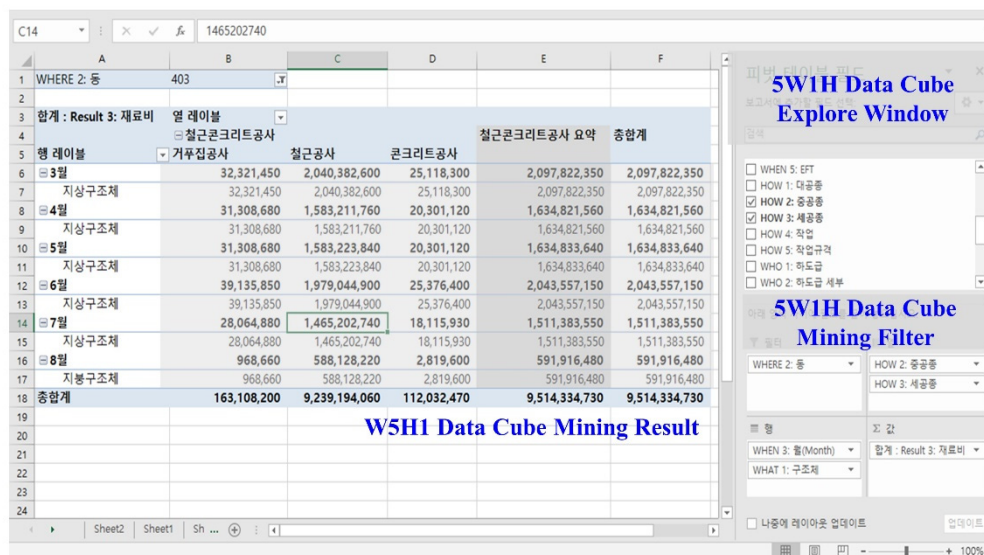 C14 fx 1465202740
A B C D E F
1 WHERE 2: 동 403
2
3 합계 : Result 3: 재료비 열 레이블
4 철근콘크리트공사 철근콘크리트공사 요약 총합계
5 행 레이블 거푸집공사 철근공사 콘크리트공사
6 3월 32,321,450 2,040,382,600 25,118,300 2,097,822,350 2,097,822,350
7 지상구조체 32,321,450 2,040,382,600 25,118,300 2,097,822,350 2,097,822,350
8 4월 31,308,680 1,583,211,760 20,301,120 1,634,821,560 1,634,821,560
9 지상구조체 31,308,680 1,583,211,760 20,301,120 1,634,821,560 1,634,821,560
10 5월 31,308,680 1,583,223,840 20,301,120 1,634,833,640 1,634,833,640
11 지상구조체 31,308,680 1,583,223,840 20,301,120 1,634,833,640 1,634,833,640
12 6월 39,135,850 1,979,044,900 25,376,400 2,043,557,150 2,043,557,150
13 지상구조체 39,135,850 1,979,044,900 25,376,400 2,043,557,150 2,043,557,150
14 7월 28,064,880 1,465,202,740 18,115,930 1,511,383,550 1,511,383,550
15 지상구조체 28,064,880 1,465,202,740 18,115,930 1,511,383,550 1,511,383,550
16 8월 968,660 588,128,220 2,819,600 591,916,480 591,916,480
17 지붕구조체 968,660 588,128,220 2,819,600 591,916,480 591,916,480
18 총합계 163,108,200 9,239,194,060 112,032,470 9,514,334,730 9,514,334,730
19
W5H1 Data Cube Mining Result
20
21
22
23
24
Sheet2 Sheet1 Sh ...
피벗 테이블 필드
5W1H Data Cube
Explore Window
검색
WHEN 5: EFT
HOW 1: 대공종
HOW 2: 중공종
HOW 3: 세공종
HOW 4: 작업
HOW 5: 작업규격
WHO 1: 하도급
WHO 2: 하도급 세부
5W1H Data Cube
Mining Filter
필터
WHERE 2: 동 HOW 2: 중공종
HOW 3: 세공종
행 Σ 값
WHEN 3: 월(Month) 합계 : Result 3: 재료비
WHAT 1: 구조체
나중에 레이아웃 업데이트 업데이트
100%